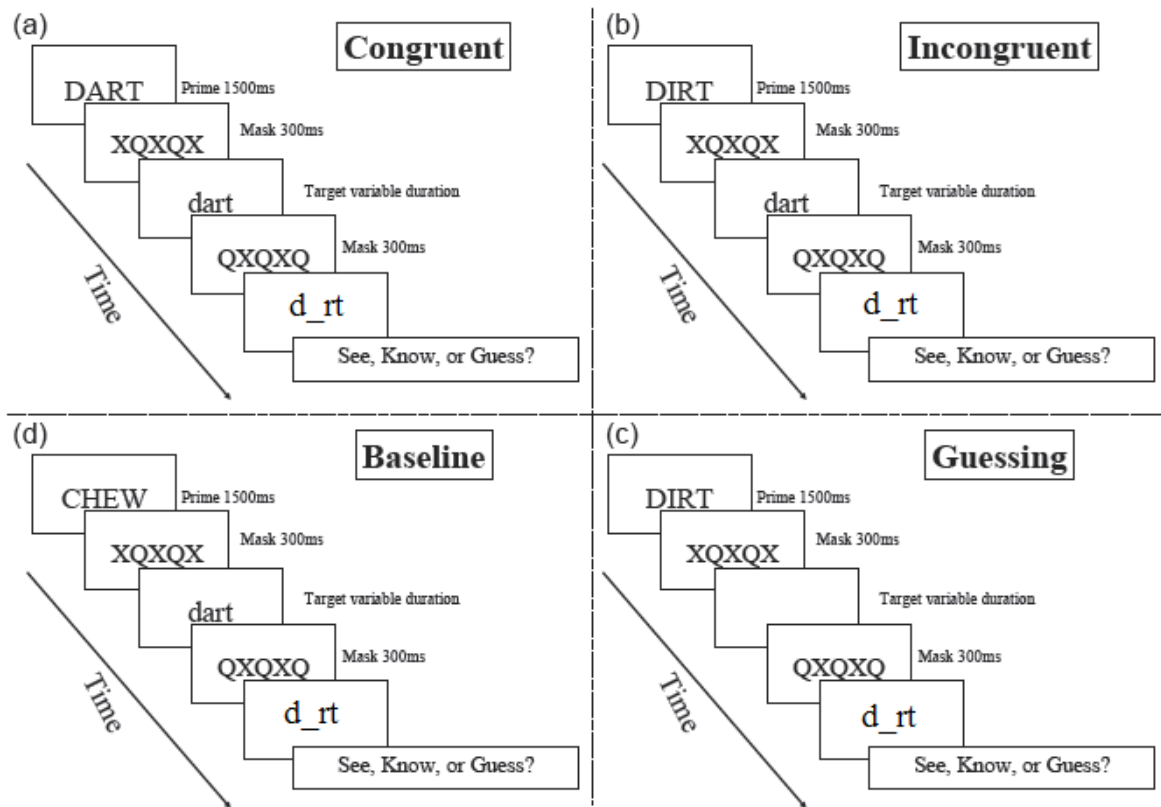 (a)
Congruent
DART
Prime 1500ms
XQXQX
Mask 300ms
dart
Target variable duration
QXQXQ
Mask 300ms
d_rt
See, Know, or Guess?
Time
(b)
Incongruent
DIRT
Prime 1500ms
XQXQX
Mask 300ms
dart
Target variable duration
QXQXQ
Mask 300ms
d_rt
See, Know, or Guess?
Time
(d)
Baseline
CHEW
Prime 1500ms
XQXQX
Mask 300ms
dart
Target variable duration
QXQXQ
Mask 300ms
d_rt
See, Know, or Guess?
Time
(c)
Guessing
DIRT
Prime 1500ms
XQXQX
Mask 300ms
Target variable duration
QXQXQ
Mask 300ms
d_rt
See, Know, or Guess?
Time